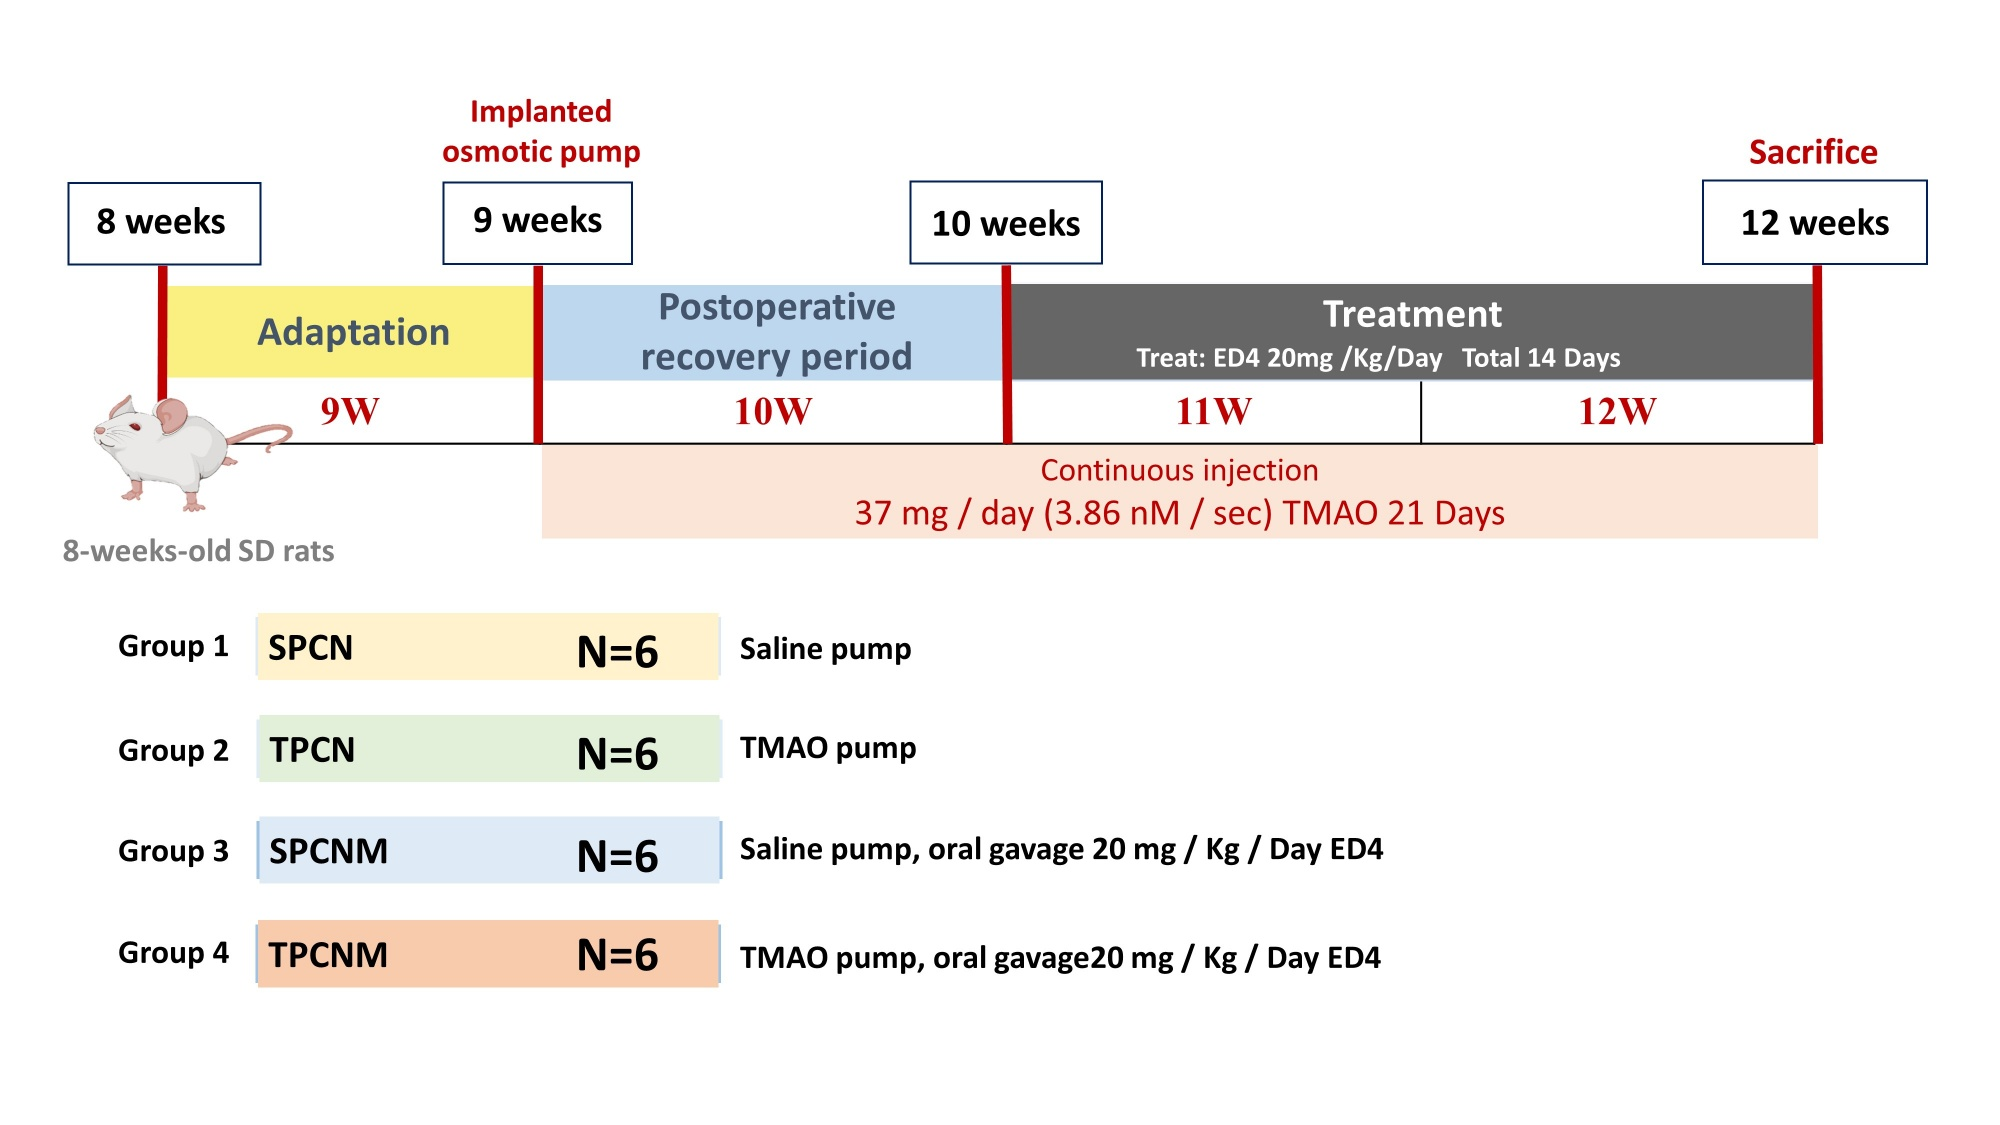 Implanted
osmotic pump
Sacrifice
8 weeks
9 weeks
10 weeks
12 weeks
Adaptation
Postoperative
recovery period
Treatment
Treat: ED4 20mg /Kg/Day   Total 14 Days
9W
10W
11W
12W
Continuous injection
37 mg / day (3.86 nM / sec) TMAO 21 Days
8-weeks-old SD rats
Group 1 SPCN N=6 Saline pump
Group 2 TPCN N=6 TMAO pump
Group 3 SPCNM N=6 Saline pump, oral gavage 20 mg / Kg / Day ED4
Group 4 TPCNM N=6 TMAO pump, oral gavage20 mg / Kg / Day ED4